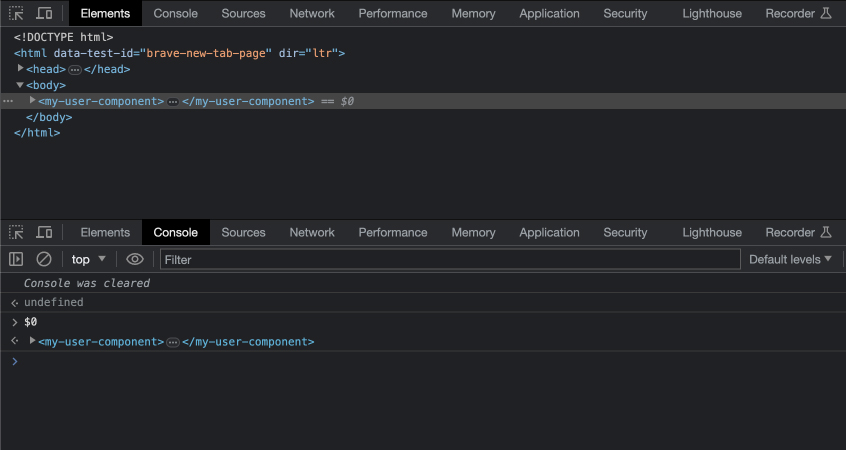 Elements Console Sources Network Performance Memory Application Security Lighthouse Recorder
<!DOCTYPE html>
<html data-test-id="brave-new-tab-page" dir="ltr">
<head>…</head>
<body>
… <my-user-component>…</my-user-component> == $0
</body>
</html>
Elements Console Sources Network Performance Memory Application Security Lighthouse Recorder
top Filter Default levels
Console was cleared
undefined
$0
<my-user-component>…</my-user-component>